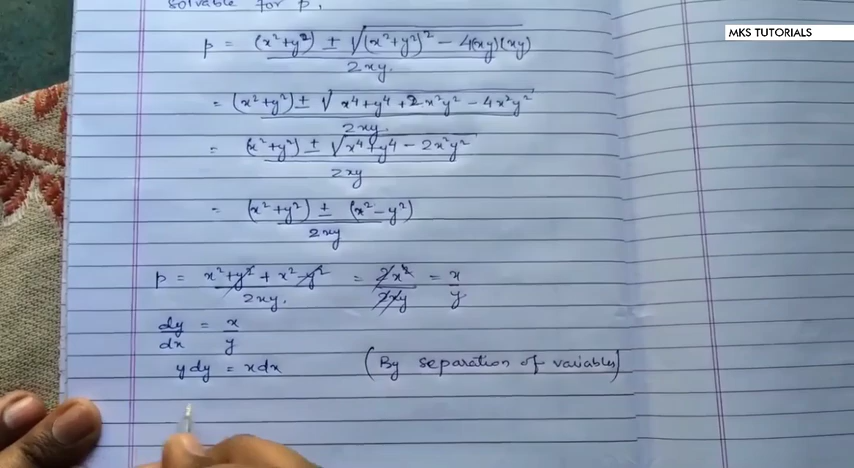 solvable for p.
MKS TUTORIALS
p = (x²+y²) ± √(x²+y²)² - 4(xy)(xy) / 2xy.
= (x²+y²) ± √x⁴+y⁴+2x²y² - 4x²y² / 2xy.
= (x²+y²) ± √x⁴+y⁴ - 2x²y² / 2xy
= (x²+y²) ± (x²-y²) / 2xy
p = x²+y² + x²-y² / 2xy. = 2x² / 2xy = x/y
dy/dx = x/y
ydy = xdx (By separation of variables)